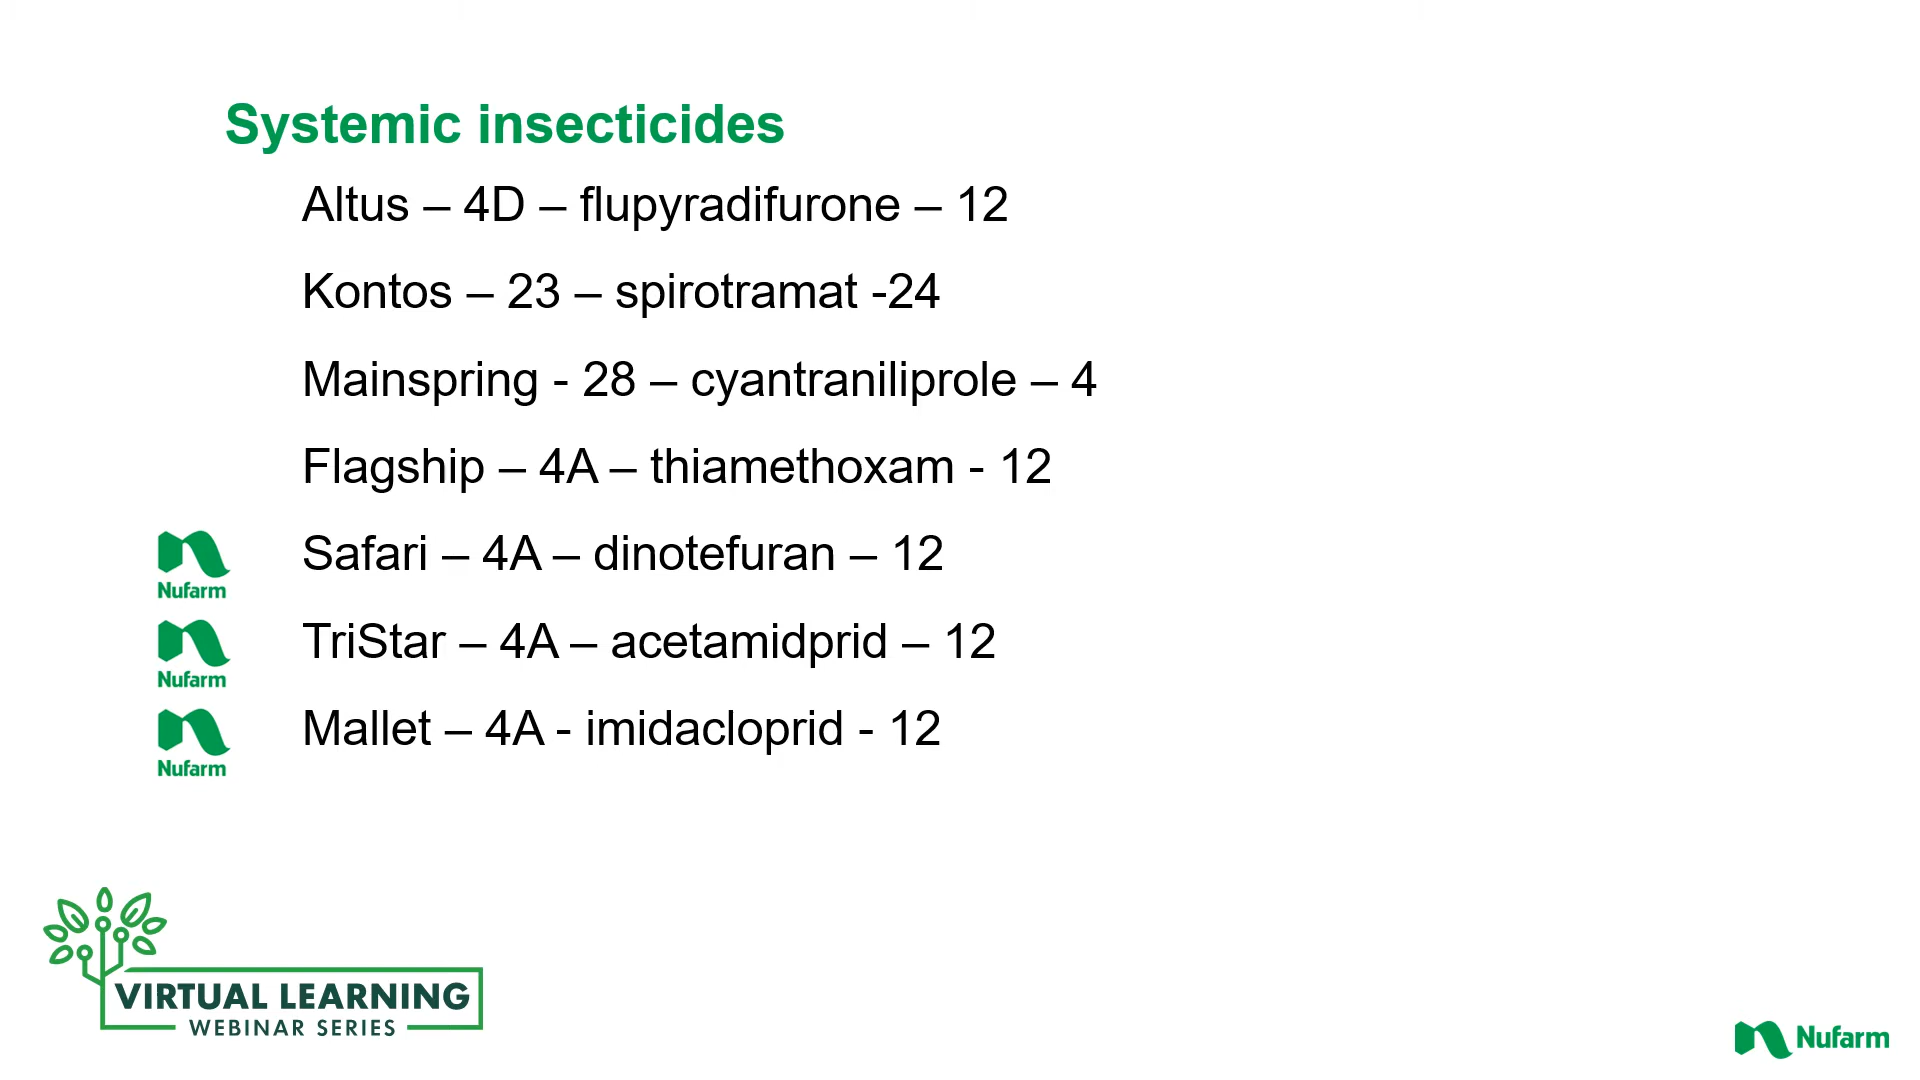 Systemic insecticides
Altus – 4D – flupyradifurone – 12
Kontos – 23 – spirotramat -24
Mainspring - 28 – cyantraniliprole – 4
Flagship – 4A – thiamethoxam - 12
Safari – 4A – dinotefuran – 12
Nufarm
TriStar – 4A – acetamidprid – 12
Nufarm
Mallet – 4A - imidacloprid - 12
Nufarm
VIRTUAL LEARNING
WEBINAR SERIES
Nufarm